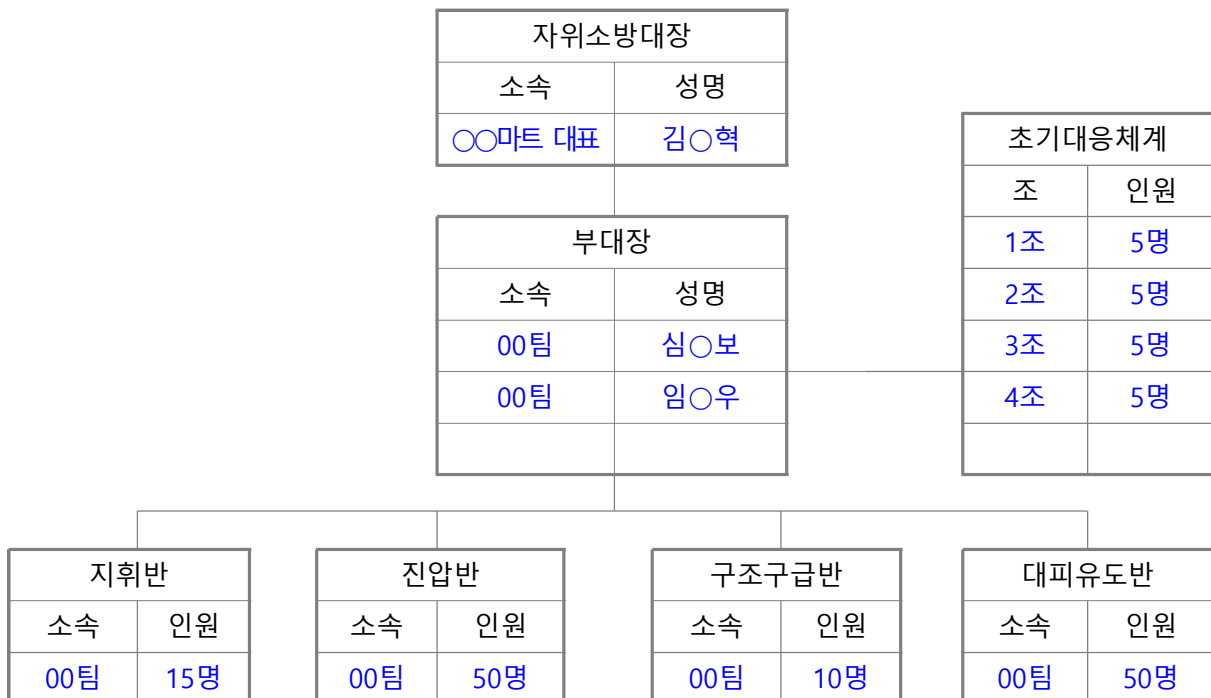 자위소방대장
소속 성명
○○마트 대표 김○혁
초기대응체계
조 인원
1조 5명
2조 5명
3조 5명
4조 5명
부대장
소속 성명
00팀 심○보
00팀 임○우
지휘반
소속 인원
00팀 15명
진압반
소속 인원
00팀 50명
구조구급반
소속 인원
00팀 10명
대피유도반
소속 인원
00팀 50명